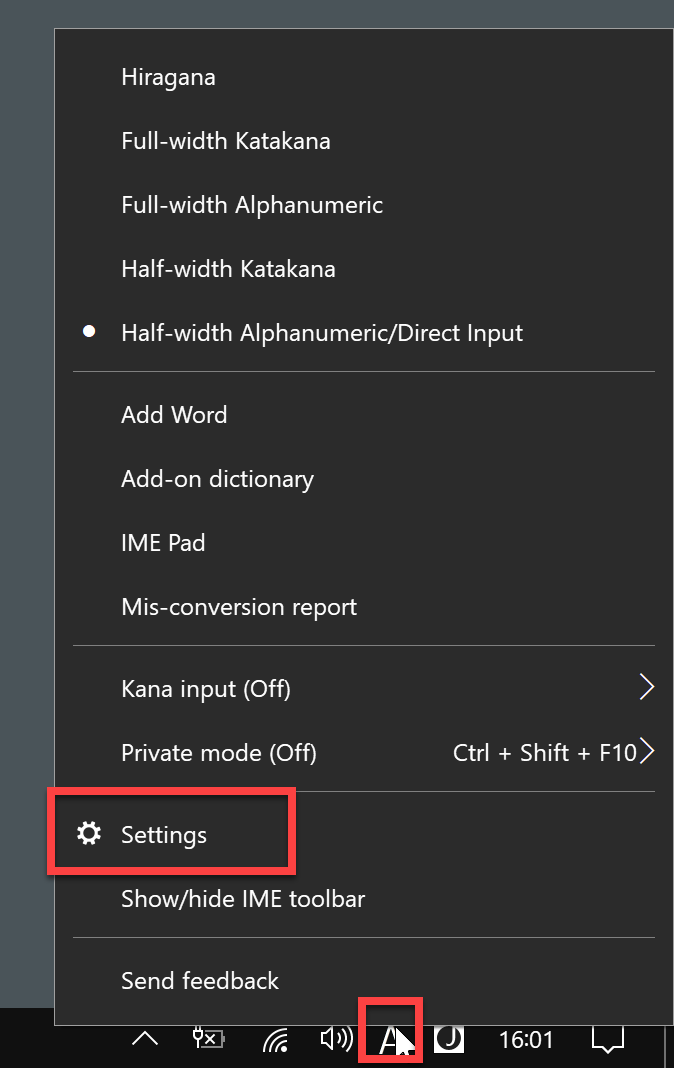 Hiragana
Full-width Katakana
Full-width Alphanumeric
Half-width Katakana
Half-width Alphanumeric/Direct Input
Add Word
Add-on dictionary
IME Pad
Mis-conversion report
Kana input (Off)
Private mode (Off) Ctrl + Shift + F10
Settings
Show/hide IME toolbar
Send feedback
A J 16:01